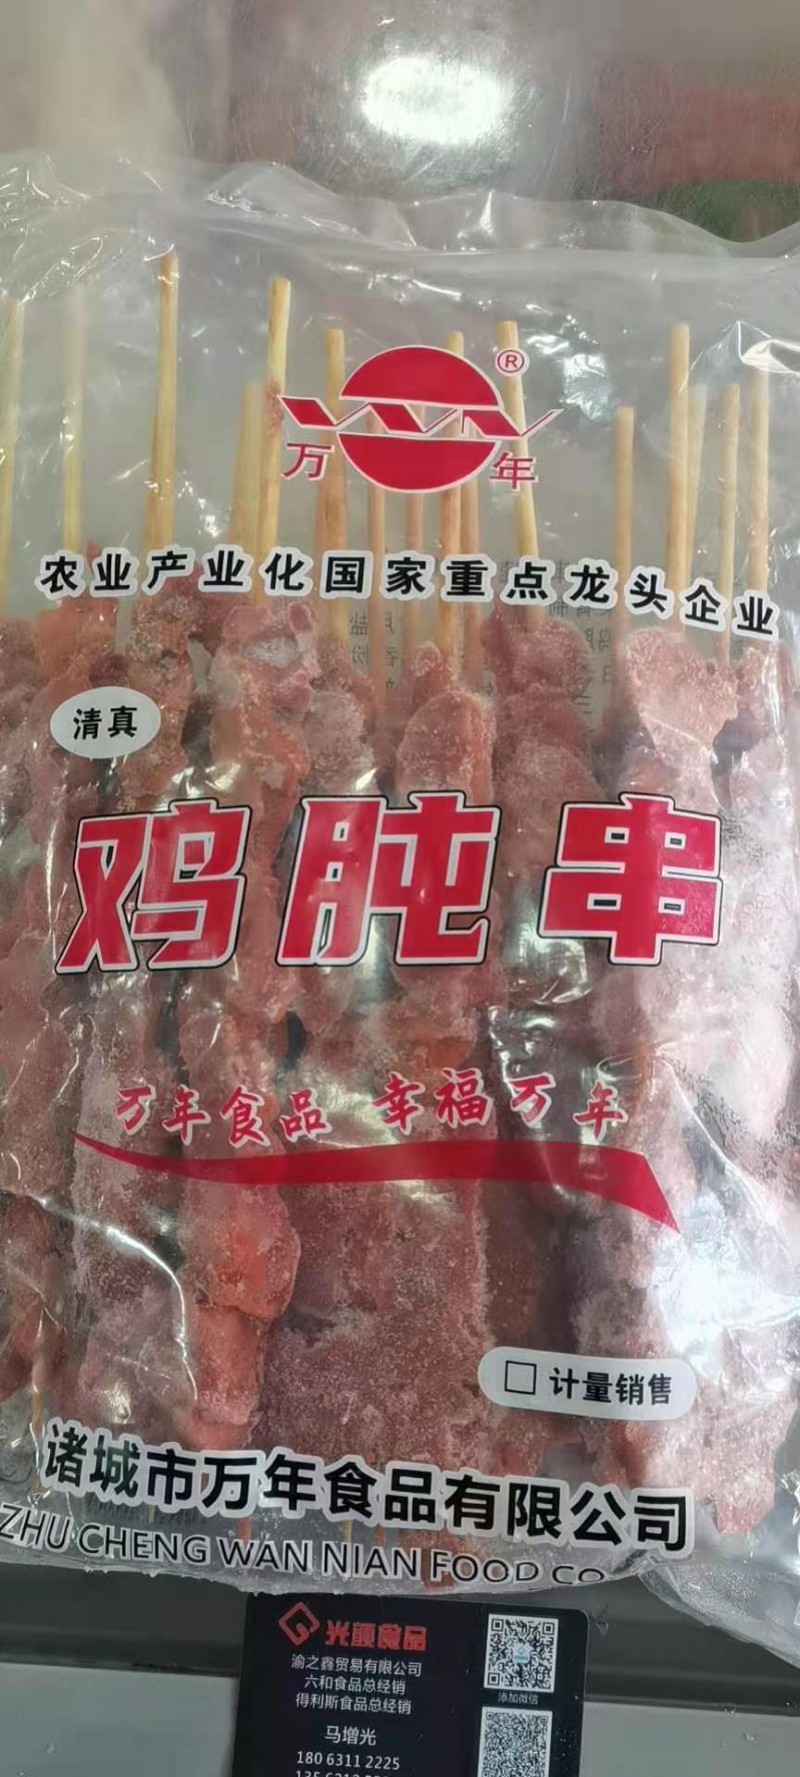 ®
万 年
农业产业化国家重点龙头企业
清真
鸡肫串
万年食品 幸福万年
计量销售
诸城市万年食品有限公司
ZHU CHENG WAN NIAN FOOD CO
光颖食品
渝之鑫贸易有限公司
六和食品总经销
得利斯食品总经销
添加微信
马增光
180 6311 2225